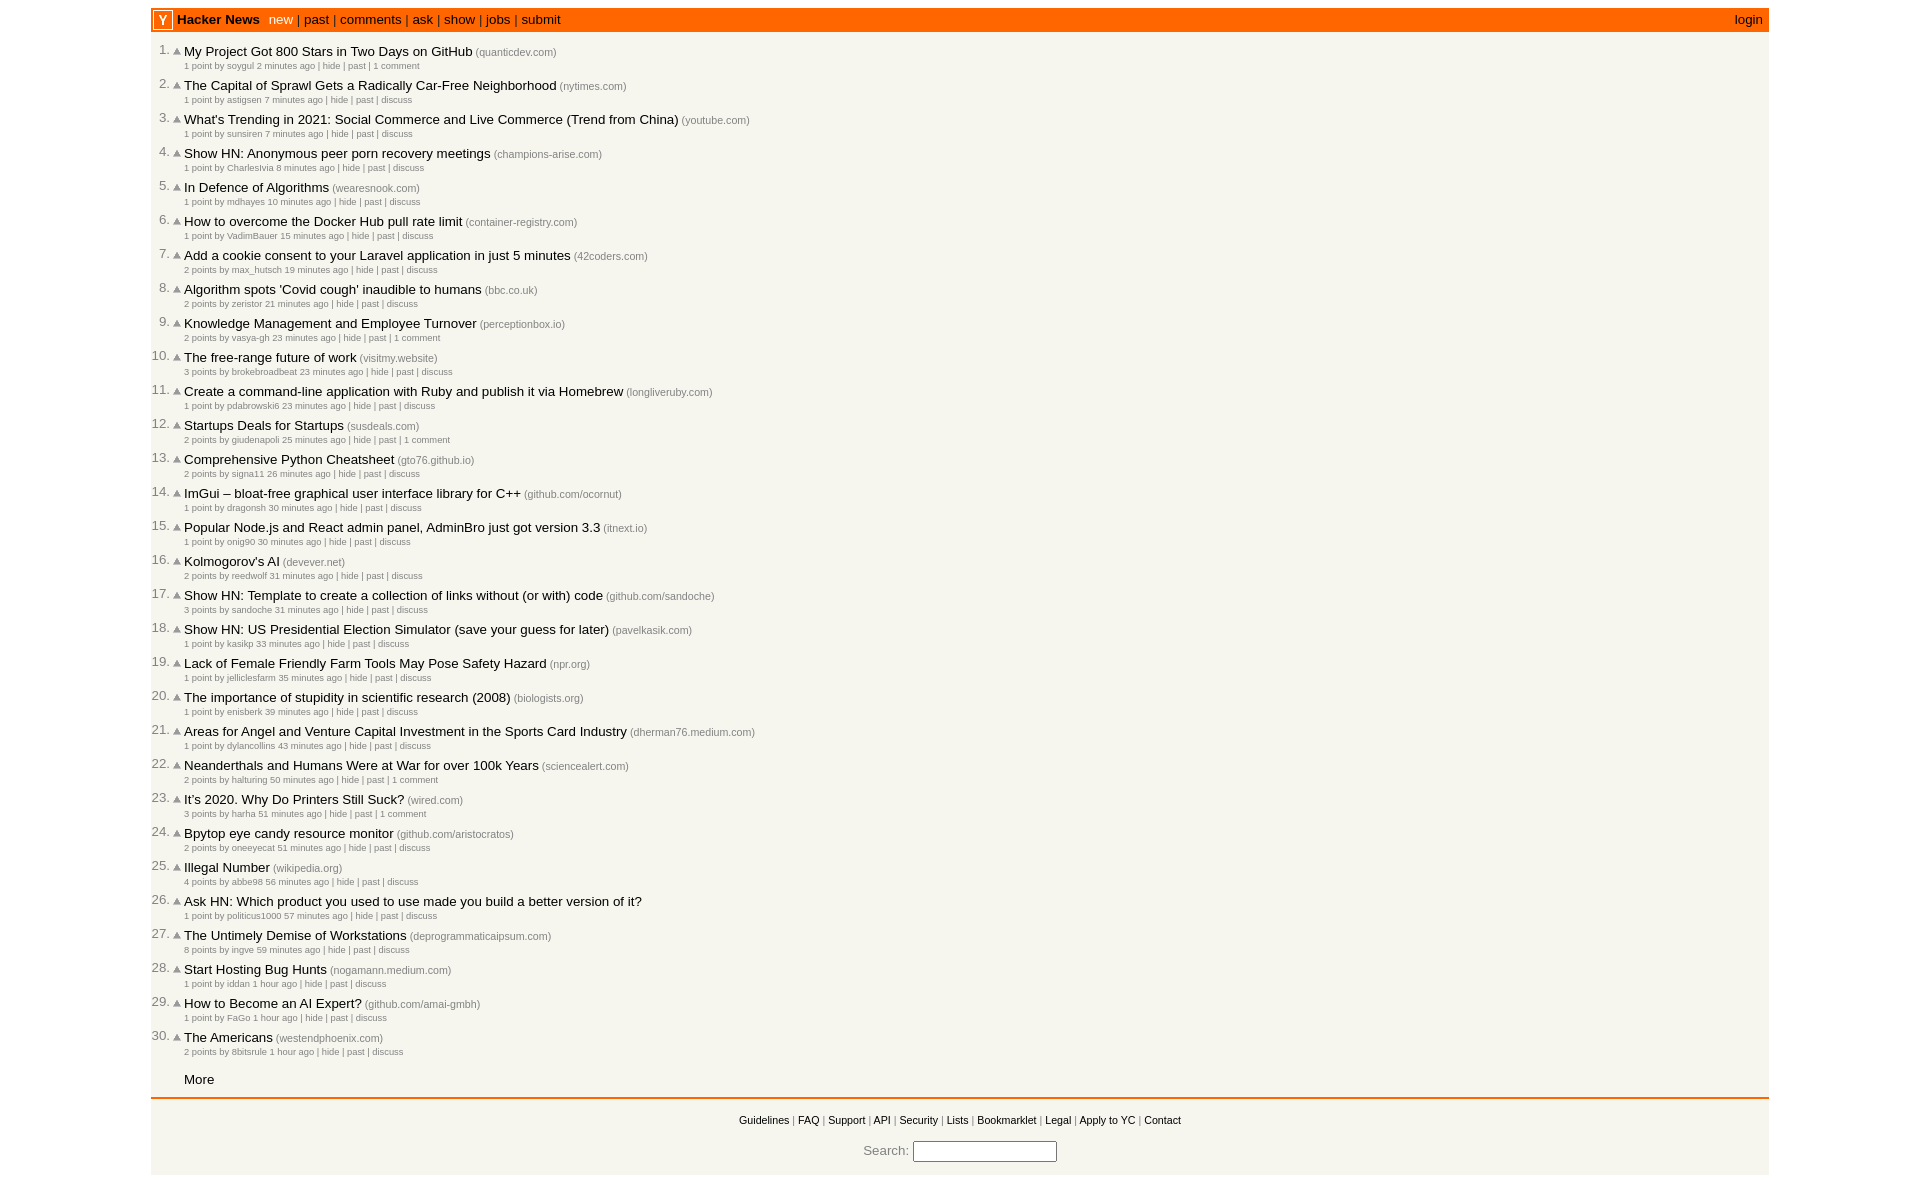 Y Hacker News new | past | comments | ask | show | jobs | submit login
1. My Project Got 800 Stars in Two Days on GitHub (quanticdev.com)
1 point by soygul 2 minutes ago | hide | past | 1 comment
2. The Capital of Sprawl Gets a Radically Car-Free Neighborhood (nytimes.com)
1 point by astigsen 7 minutes ago | hide | past | discuss
3. What's Trending in 2021: Social Commerce and Live Commerce (Trend from China) (youtube.com)
1 point by sunsiren 7 minutes ago | hide | past | discuss
4. Show HN: Anonymous peer porn recovery meetings (champions-arise.com)
1 point by CharlesIvia 8 minutes ago | hide | past | discuss
5. In Defence of Algorithms (wearesnook.com)
1 point by mdhayes 10 minutes ago | hide | past | discuss
6. How to overcome the Docker Hub pull rate limit (container-registry.com)
1 point by VadimBauer 15 minutes ago | hide | past | discuss
7. Add a cookie consent to your Laravel application in just 5 minutes (42coders.com)
2 points by max_hutsch 19 minutes ago | hide | past | discuss
8. Algorithm spots 'Covid cough' inaudible to humans (bbc.co.uk)
2 points by zeristor 21 minutes ago | hide | past | discuss
9. Knowledge Management and Employee Turnover (perceptionbox.io)
2 points by vasya-gh 23 minutes ago | hide | past | 1 comment
10. The free-range future of work (visitmy.website)
3 points by brokebroadbeat 23 minutes ago | hide | past | discuss
11. Create a command-line application with Ruby and publish it via Homebrew (longliveruby.com)
1 point by pdabrowski6 23 minutes ago | hide | past | discuss
12. Startups Deals for Startups (susdeals.com)
2 points by giudenapoli 25 minutes ago | hide | past | 1 comment
13. Comprehensive Python Cheatsheet (gto76.github.io)
2 points by signa11 26 minutes ago | hide | past | discuss
14. ImGui – bloat-free graphical user interface library for C++ (github.com/ocornut)
1 point by dragonsh 30 minutes ago | hide | past | discuss
15. Popular Node.js and React admin panel, AdminBro just got version 3.3 (itnext.io)
1 point by onig90 30 minutes ago | hide | past | discuss
16. Kolmogorov's AI (devever.net)
2 points by reedwolf 31 minutes ago | hide | past | discuss
17. Show HN: Template to create a collection of links without (or with) code (github.com/sandoche)
3 points by sandoche 31 minutes ago | hide | past | discuss
18. Show HN: US Presidential Election Simulator (save your guess for later) (pavelkasik.com)
1 point by kasikp 33 minutes ago | hide | past | discuss
19. Lack of Female Friendly Farm Tools May Pose Safety Hazard (npr.org)
1 point by jelliclesfarm 35 minutes ago | hide | past | discuss
20. The importance of stupidity in scientific research (2008) (biologists.org)
1 point by enisberk 39 minutes ago | hide | past | discuss
21. Areas for Angel and Venture Capital Investment in the Sports Card Industry (dherman76.medium.com)
1 point by dylancollins 43 minutes ago | hide | past | discuss
22. Neanderthals and Humans Were at War for over 100k Years (sciencealert.com)
2 points by halturing 50 minutes ago | hide | past | 1 comment
23. It's 2020. Why Do Printers Still Suck? (wired.com)
3 points by harha 51 minutes ago | hide | past | 1 comment
24. Bpytop eye candy resource monitor (github.com/aristocratos)
2 points by oneeyecat 51 minutes ago | hide | past | discuss
25. Illegal Number (wikipedia.org)
4 points by abbe98 56 minutes ago | hide | past | discuss
26. Ask HN: Which product you used to use made you build a better version of it?
1 point by politicus1000 57 minutes ago | hide | past | discuss
27. The Untimely Demise of Workstations (deprogrammaticaipsum.com)
8 points by ingve 59 minutes ago | hide | past | discuss
28. Start Hosting Bug Hunts (nogamann.medium.com)
1 point by iddan 1 hour ago | hide | past | discuss
29. How to Become an AI Expert? (github.com/amai-gmbh)
1 point by FaGo 1 hour ago | hide | past | discuss
30. The Americans (westendphoenix.com)
2 points by 8bitsrule 1 hour ago | hide | past | discuss
More
Guidelines | FAQ | Support | API | Security | Lists | Bookmarklet | Legal | Apply to YC | Contact
Search: